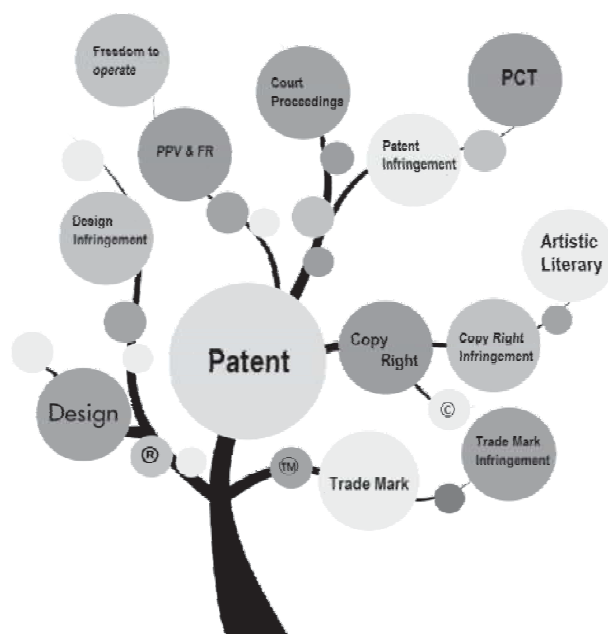 Freedom to
operate
Court
Proceedings
PCT
PPV & FR
Patent
Infringement
Design
Infringement
Artistic
Literary
Patent
Copy
Right
Copy Right
Infringement
Design
©
®
TM
Trade Mark
Trade Mark
Infringement